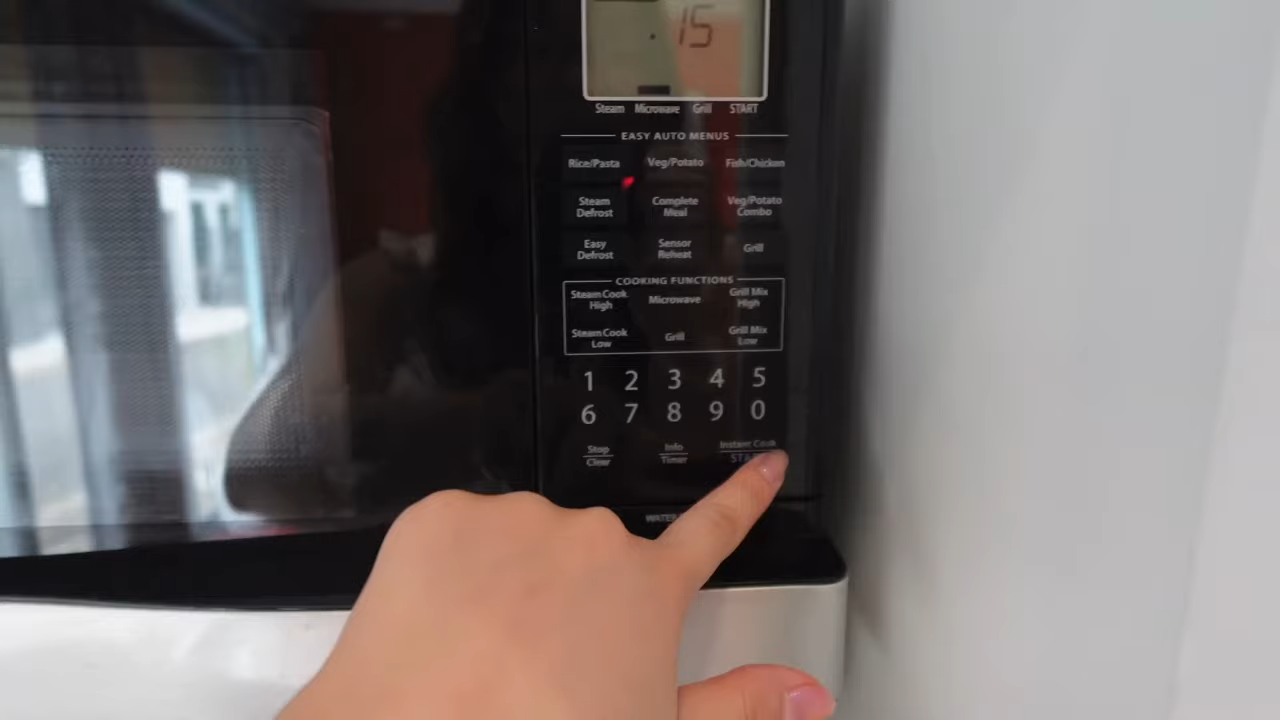 15
Steam Microwave Grill START
EASY AUTO MENUS
Rice/Pasta Veg/Potato Fish/Chicken
Steam Defrost Complete Meal Veg/Potato Combo
Easy Defrost Sensor Reheat Grill
COOKING FUNCTIONS
Steam Cook High Microwave Grill Mix High
Steam Cook Low Grill Grill Mix Low
1 2 3 4 5
6 7 8 9 0
Stop Clear Info Timer Instant Cook
WATER